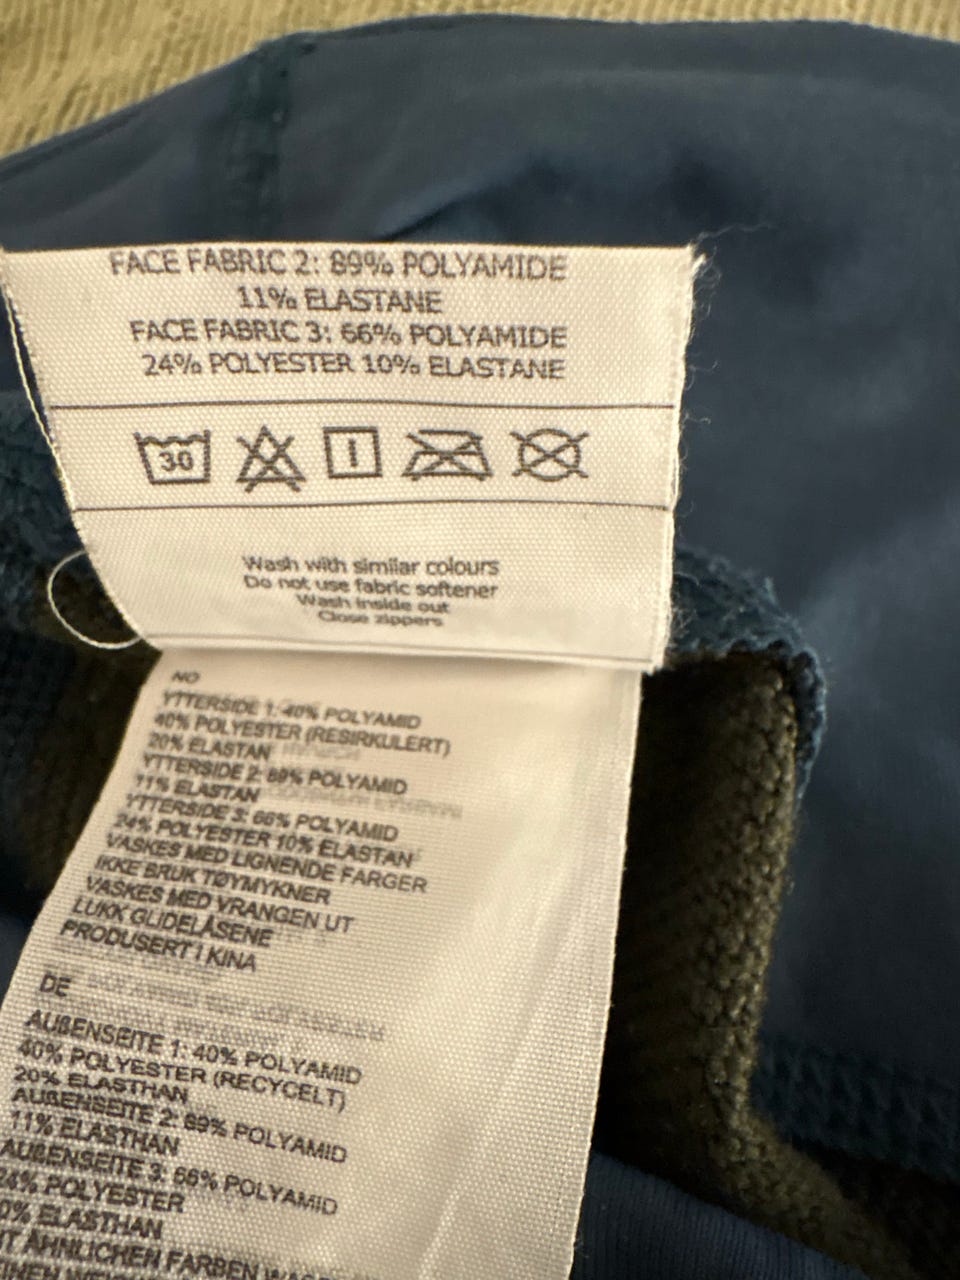 FACE FABRIC 2: 89% POLYAMIDE
11% ELASTANE
FACE FABRIC 3: 66% POLYAMIDE
24% POLYESTER 10% ELASTANE
30
Wash with similar colours
Do not use fabric softener
Wash inside out
Close zippers
NO
YTTERSIDE 1: 40% POLYAMID
40% POLYESTER (RESIRKULERT)
20% ELASTAN
YTTERSIDE 2: 89% POLYAMID
11% ELASTAN
YTTERSIDE 3: 66% POLYAMID
24% POLYESTER 10% ELASTAN
VASKES MED LIGNENDE FARGER
IKKE BRUK TØYMYKNER
VASKES MED VRANGEN UT
LUKK GLIDELÅSENE
PRODUSERT I KINA
DE
AUßENSEITE 1: 40% POLYAMID
40% POLYESTER (RECYCELT)
20% ELASTHAN
AUßENSEITE 2: 89% POLYAMID
11% ELASTHAN
AUßENSEITE 3: 66% POLYAMID
24% POLYESTER
0% ELASTHAN
T ÄHNLICHEN FARBEN